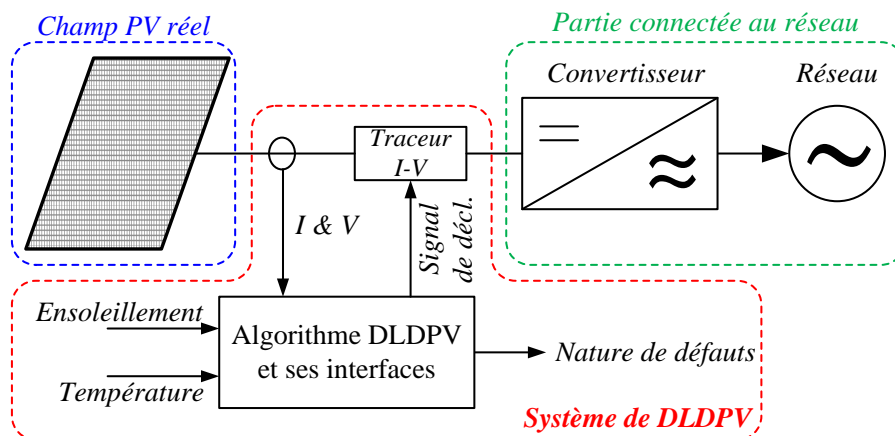 Champ PV réel
Partie connectée au réseau
Convertisseur
Réseau
Traceur
I-V
I & V
Signal
de décl.
Ensoleillement
Température
Algorithme DLDPV
et ses interfaces
Nature de défauts
Système de DLDPV